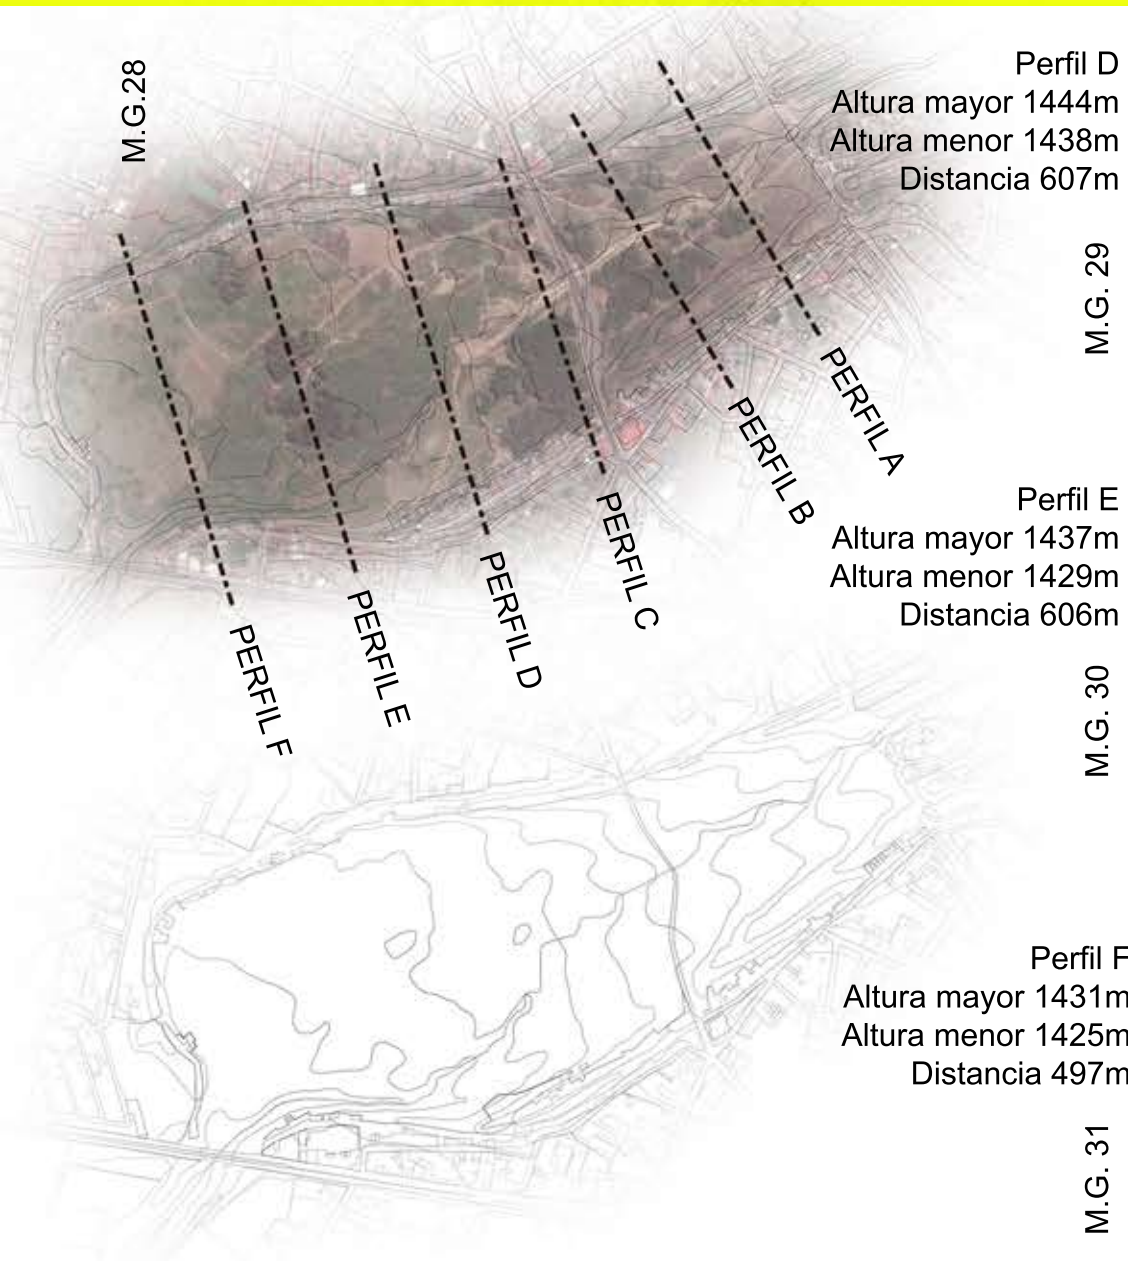 M.G.28
Perfil D
Altura mayor 1444m
Altura menor 1438m
Distancia 607m
M.G. 29
PERFIL A
PERFIL B
PERFIL C
PERFIL D
PERFIL E
PERFIL F
Perfil E
Altura mayor 1437m
Altura menor 1429m
Distancia 606m
M.G. 30
Perfil F
Altura mayor 1431m
Altura menor 1425m
Distancia 497m
M.G. 31